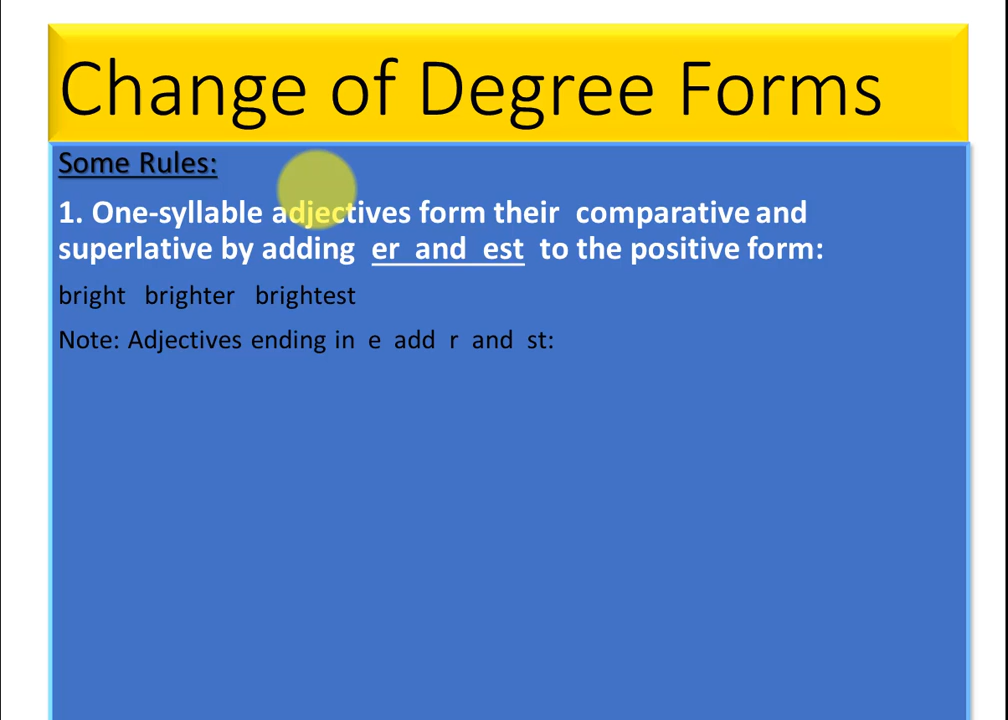 Change of Degree Forms
Some Rules:
1. One-syllable adjectives form their comparative and
superlative by adding er and est to the positive form:
bright brighter brightest
Note: Adjectives ending in e add r and st: